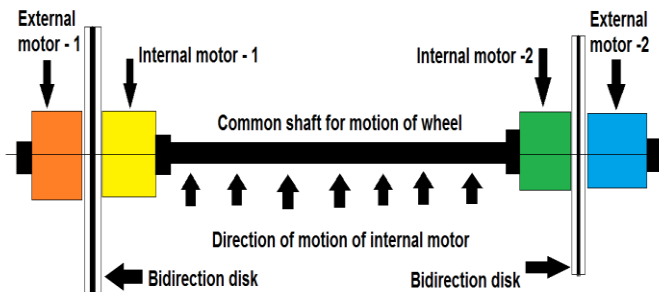 External
motor - 1
Internal motor - 1
Internal motor -2
External
motor -2
Common shaft for motion of wheel
Direction of motion of internal motor
Bidirection disk
Bidirection disk